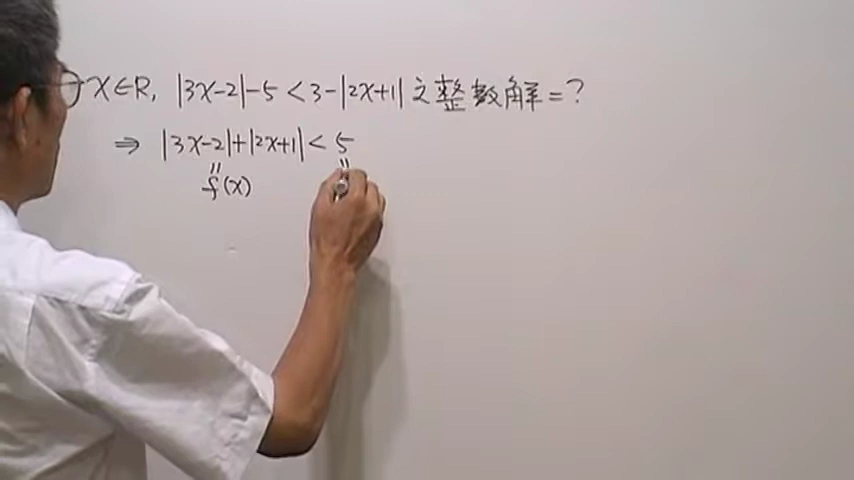 x∈R, |3x-2|-5<3-|2x+1| 之整數解=?
⇒ |3x-2|+|2x+1|<5
" "
f(x)